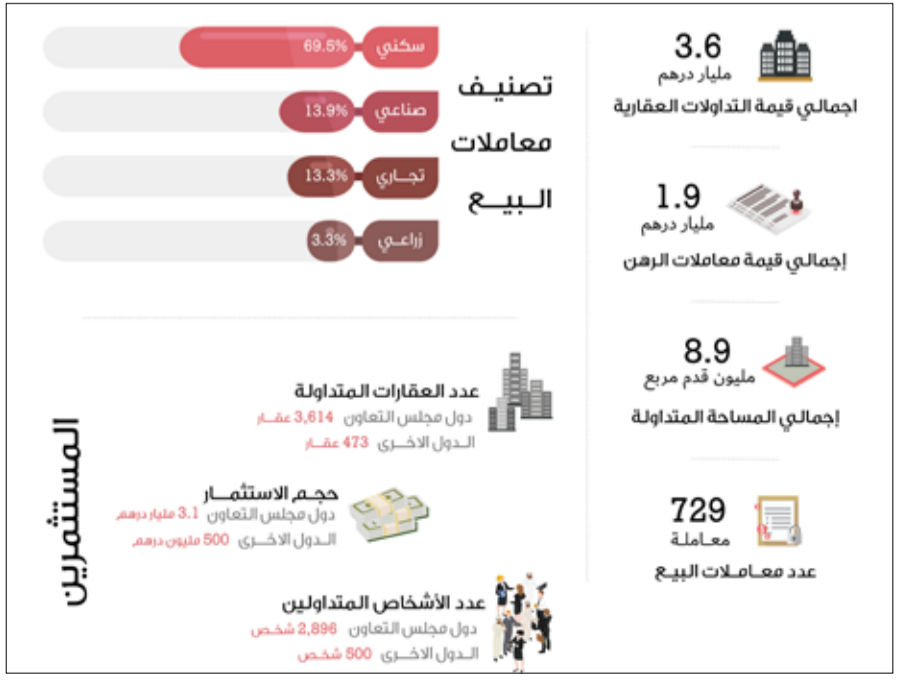 3.6
مليار درهم
اجمالي قيمة التداولات العقارية
1.9
مليار درهم
إجمالي قيمة معاملات الرهن
8.9
مليون قدم مربع
إجمالي المساحة المتداولة
729
معاملة
عدد معاملات البيع
تصنيف
معاملات
البيع
سكني 69.5%
صناعي 13.9%
تجاري 13.3%
زراعي 3.3%
المستثمرين
عدد العقارات المتداولة
دول مجلس التعاون 3,614 عقار
الدول الاخرى 473 عقار
حجم الاستثمار
دول مجلس التعاون 3.1 مليار درهم
الدول الاخرى 500 مليون درهم
عدد الأشخاص المتداولين
دول مجلس التعاون 2,896 شخص
الدول الاخرى 500 شخص